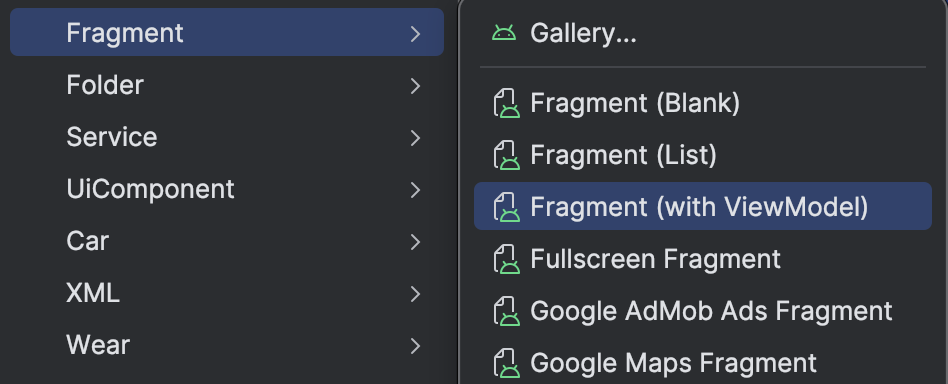 Fragment
Folder
Service
UiComponent
Car
XML
Wear
Gallery...
Fragment (Blank)
Fragment (List)
Fragment (with ViewModel)
Fullscreen Fragment
Google AdMob Ads Fragment
Google Maps Fragment